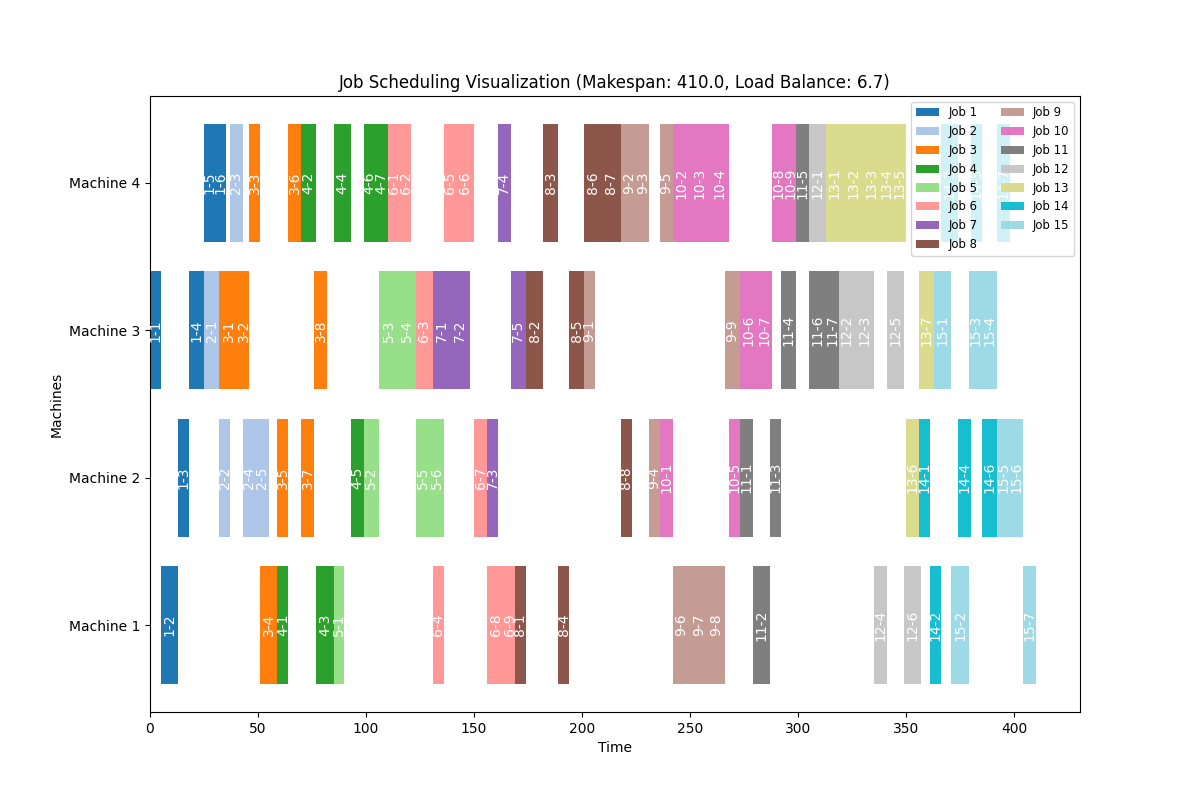 Job Scheduling Visualization (Makespan: 410.0, Load Balance: 6.7)
Job 1 Job 9
Job 2 Job 10
Job 3 Job 11
Job 4 Job 12
Job 5 Job 13
Job 6 Job 14
Job 7 Job 15
Job 8
Machine 4
1-5 1-6 2-3 3-3 3-6 4-2 4-4 4-6 4-7 6-1 6-2 6-5 6-6 7-4 8-3 8-6 8-7 9-2 9-3 9-5 10-2 10-3 10-4 10-8 10-9 11-5 12-1 13-1 13-2 13-3 13-4 13-5
Machine 3
1-1 1-4 2-1 3-1 3-2 3-8 5-3 5-4 6-3 7-1 7-2 7-5 8-2 8-5 9-1 9-9 10-6 10-7 11-4 11-6 11-7 12-2 12-3 12-5 13-7 15-1 15-3 15-4
Machine 2
1-3 2-2 2-4 2-5 3-5 3-7 4-5 5-2 5-5 5-6 6-7 7-3 8-8 9-4 10-1 10-5 11-1 11-3 13-6 14-1 14-4 14-6 15-5 15-6
Machine 1
1-2 3-4 4-1 4-3 5-1 6-4 6-8 6-9 8-1 8-4 9-6 9-7 9-8 11-2 12-4 12-6 14-2 15-2 15-7
Machines
0 50 100 150 200 250 300 350 400
Time